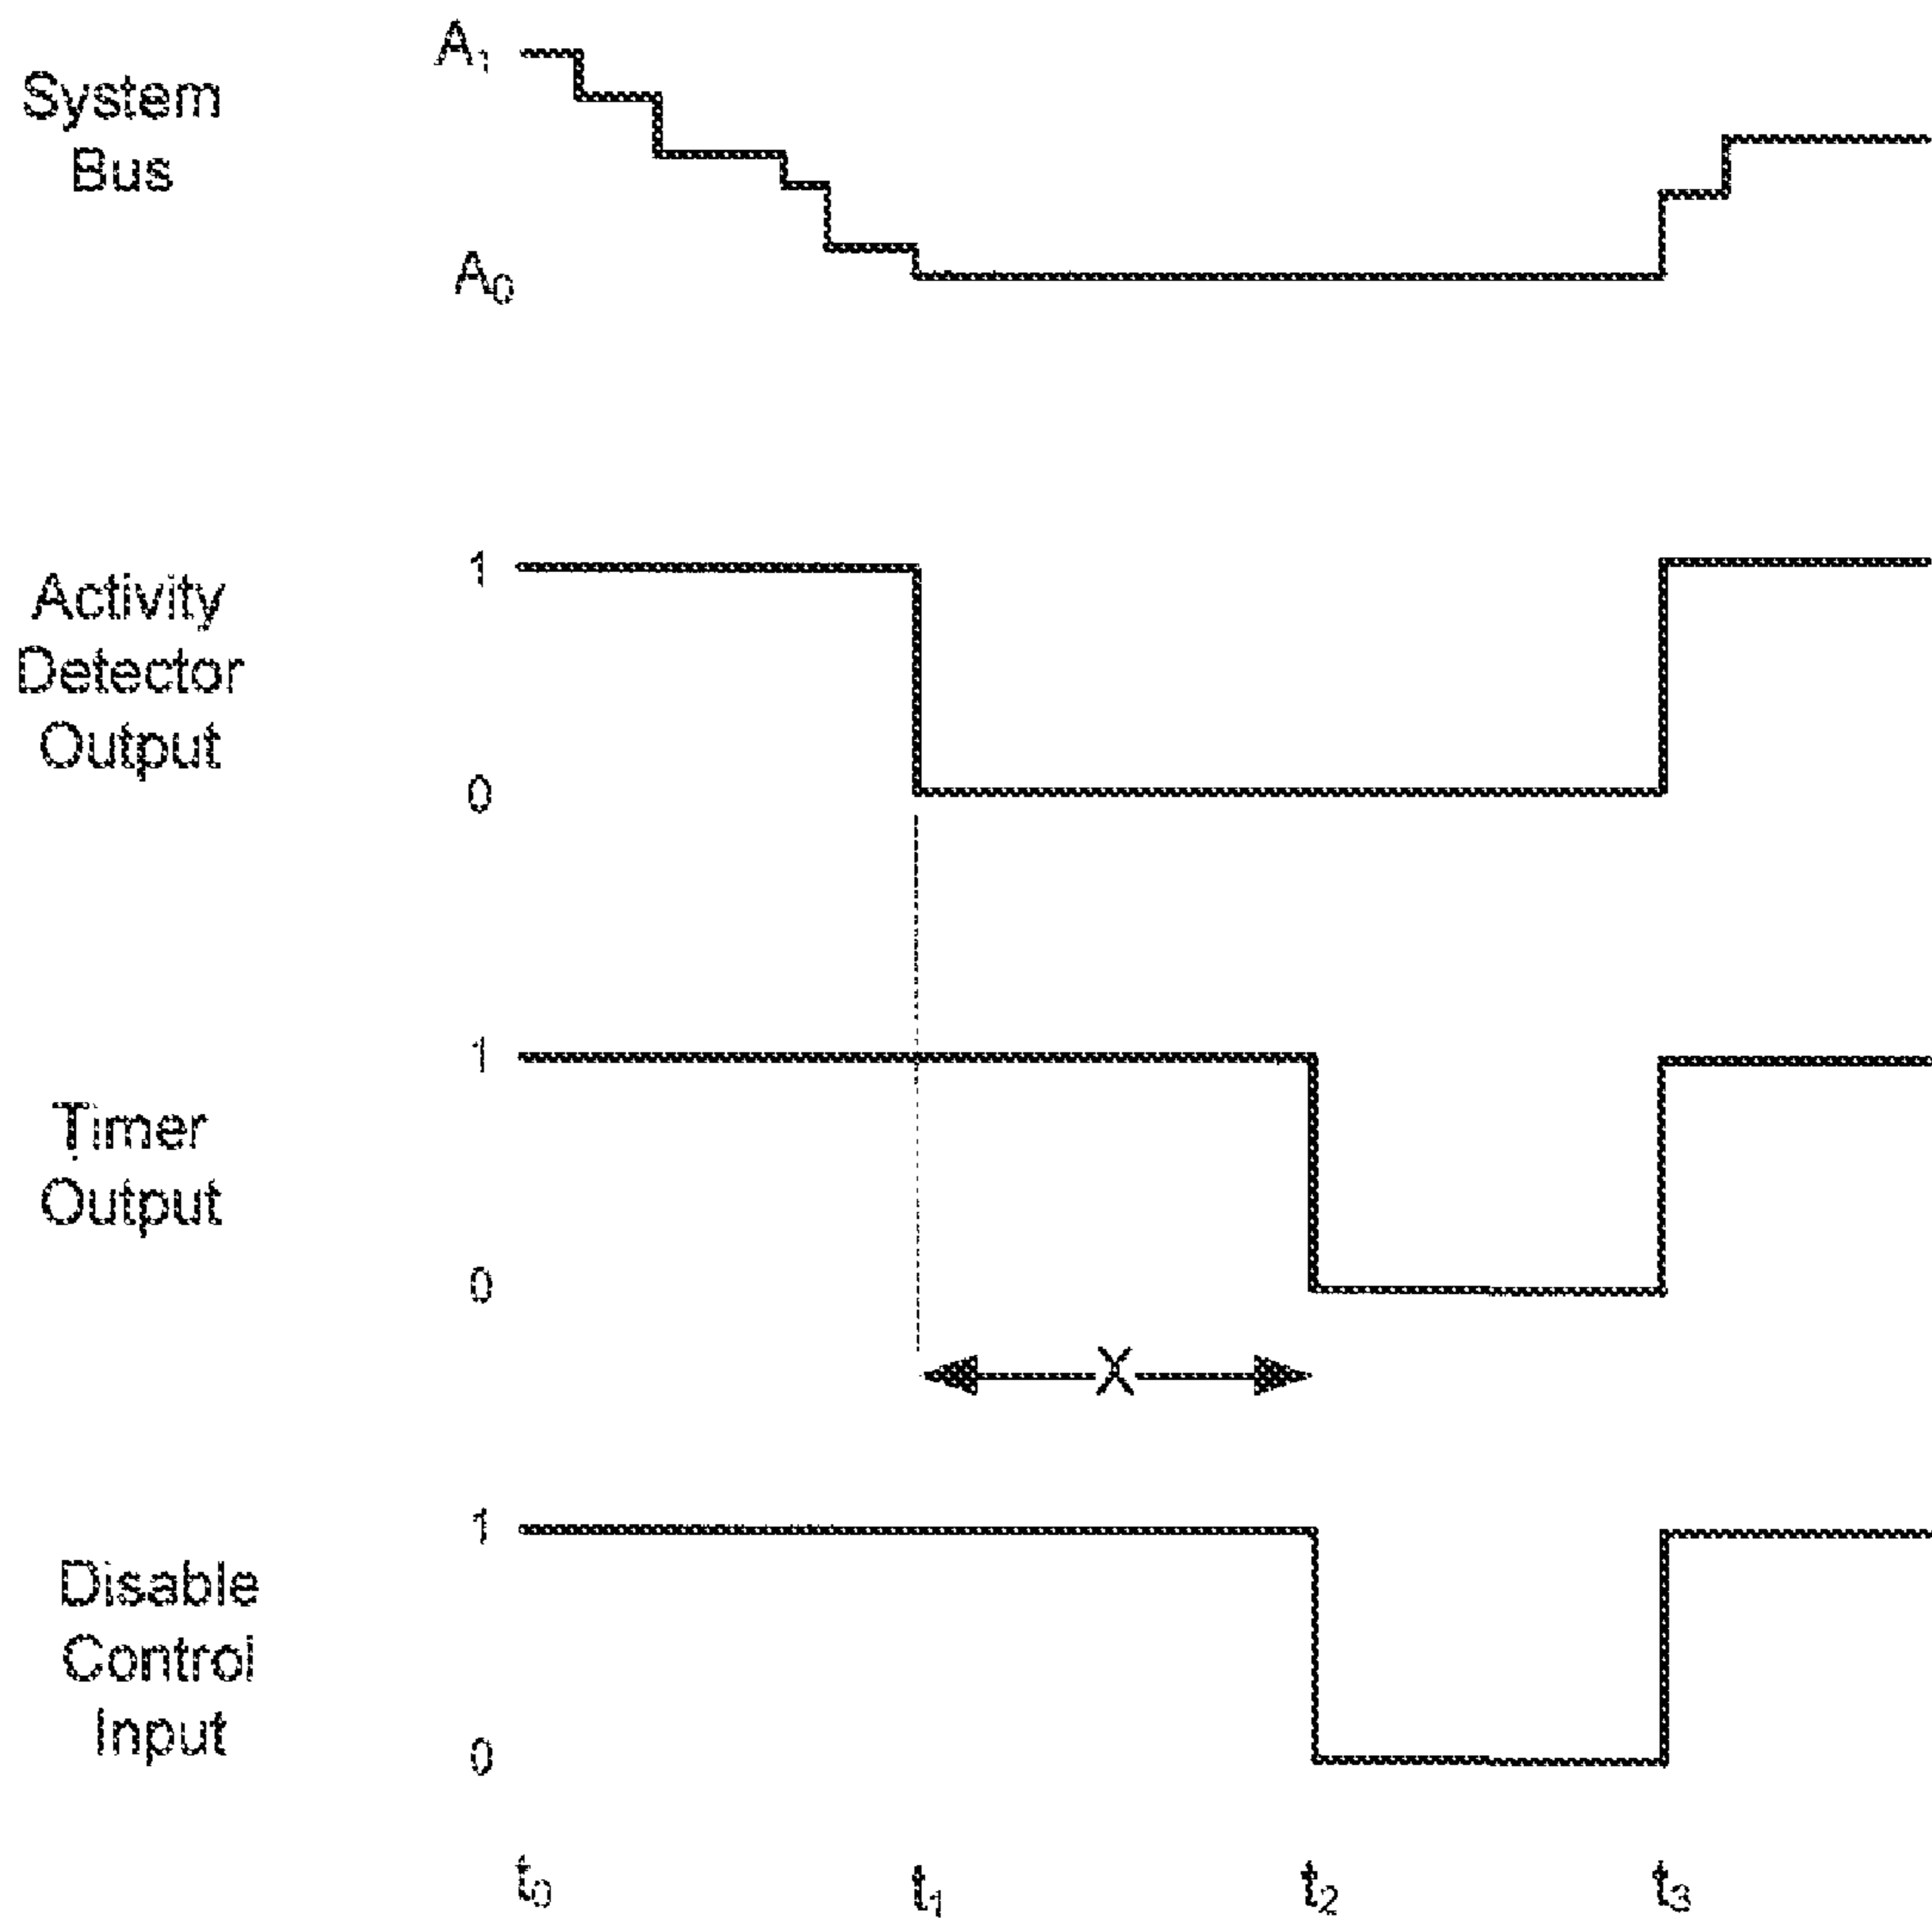 System
Bus
A₁
A₀
Activity
Detector
Output
1
0
Timer
Output
1
0
X
Disable
Control
Input
1
0
t₀ t₁ t₂ t₃